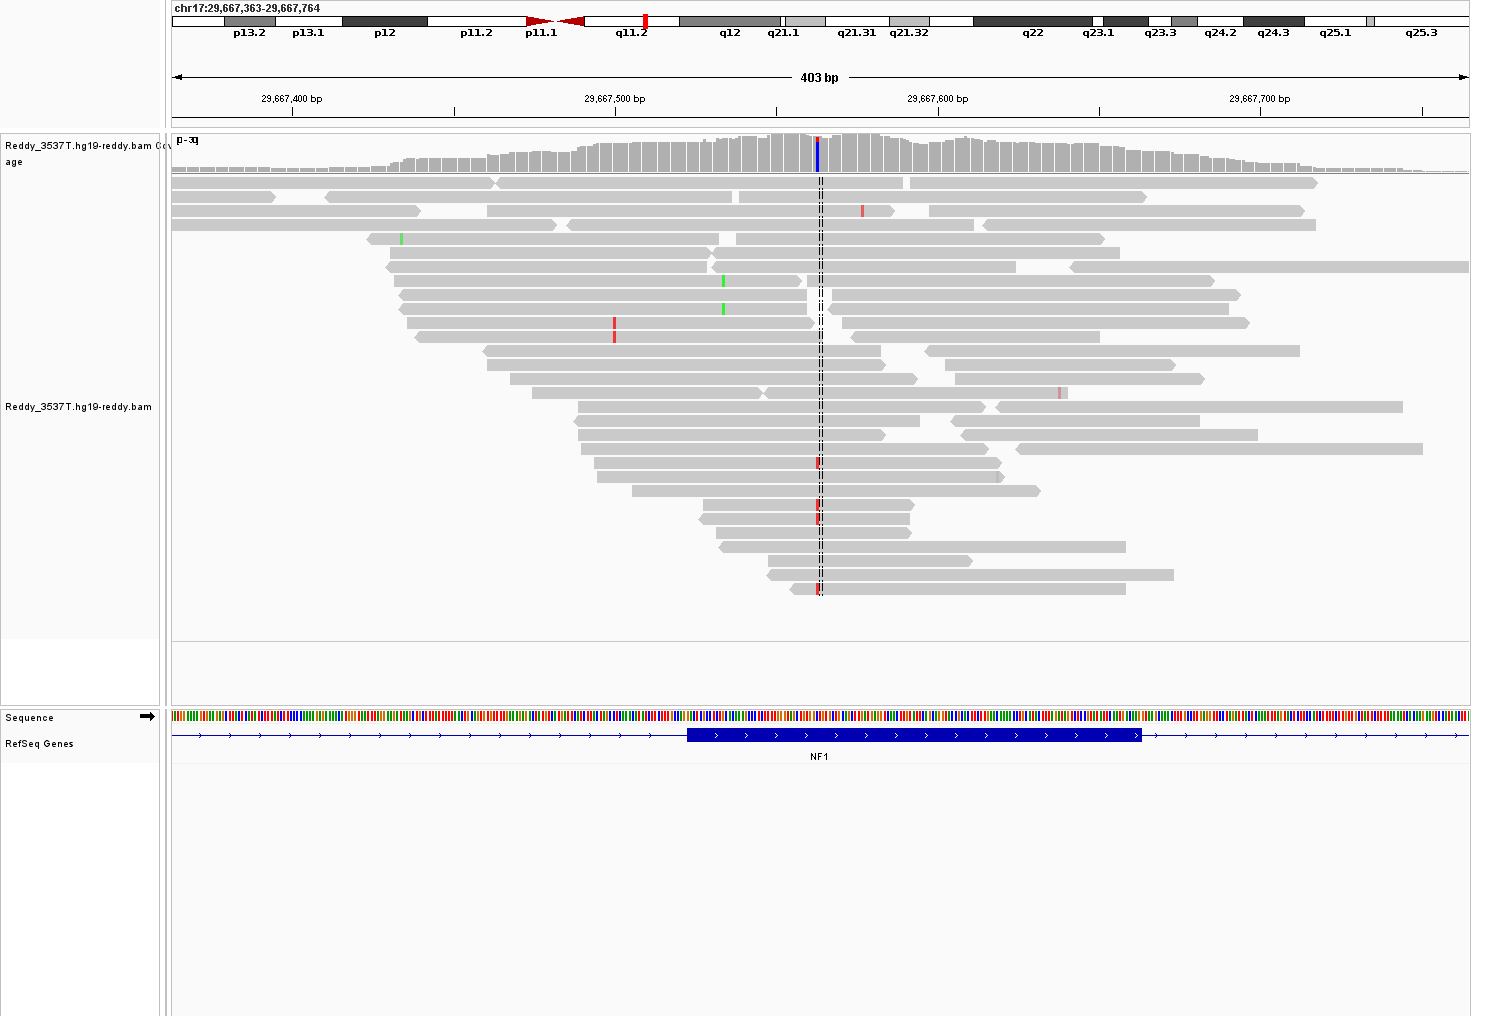 chr17:29,667,363-29,667,764
p13.2 p13.1 p12 p11.2 p11.1 q11.2 q12 q21.1 q21.31 q21.32 q22 q23.1 q23.3 q24.2 q24.3 q25.1 q25.3
403 bp
29,667,400 bp 29,667,500 bp 29,667,600 bp 29,667,700 bp
Reddy_3537T.hg19-reddy.bam
age
Reddy_3537T.hg19-reddy.bam
Sequence
RefSeq Genes
NF1